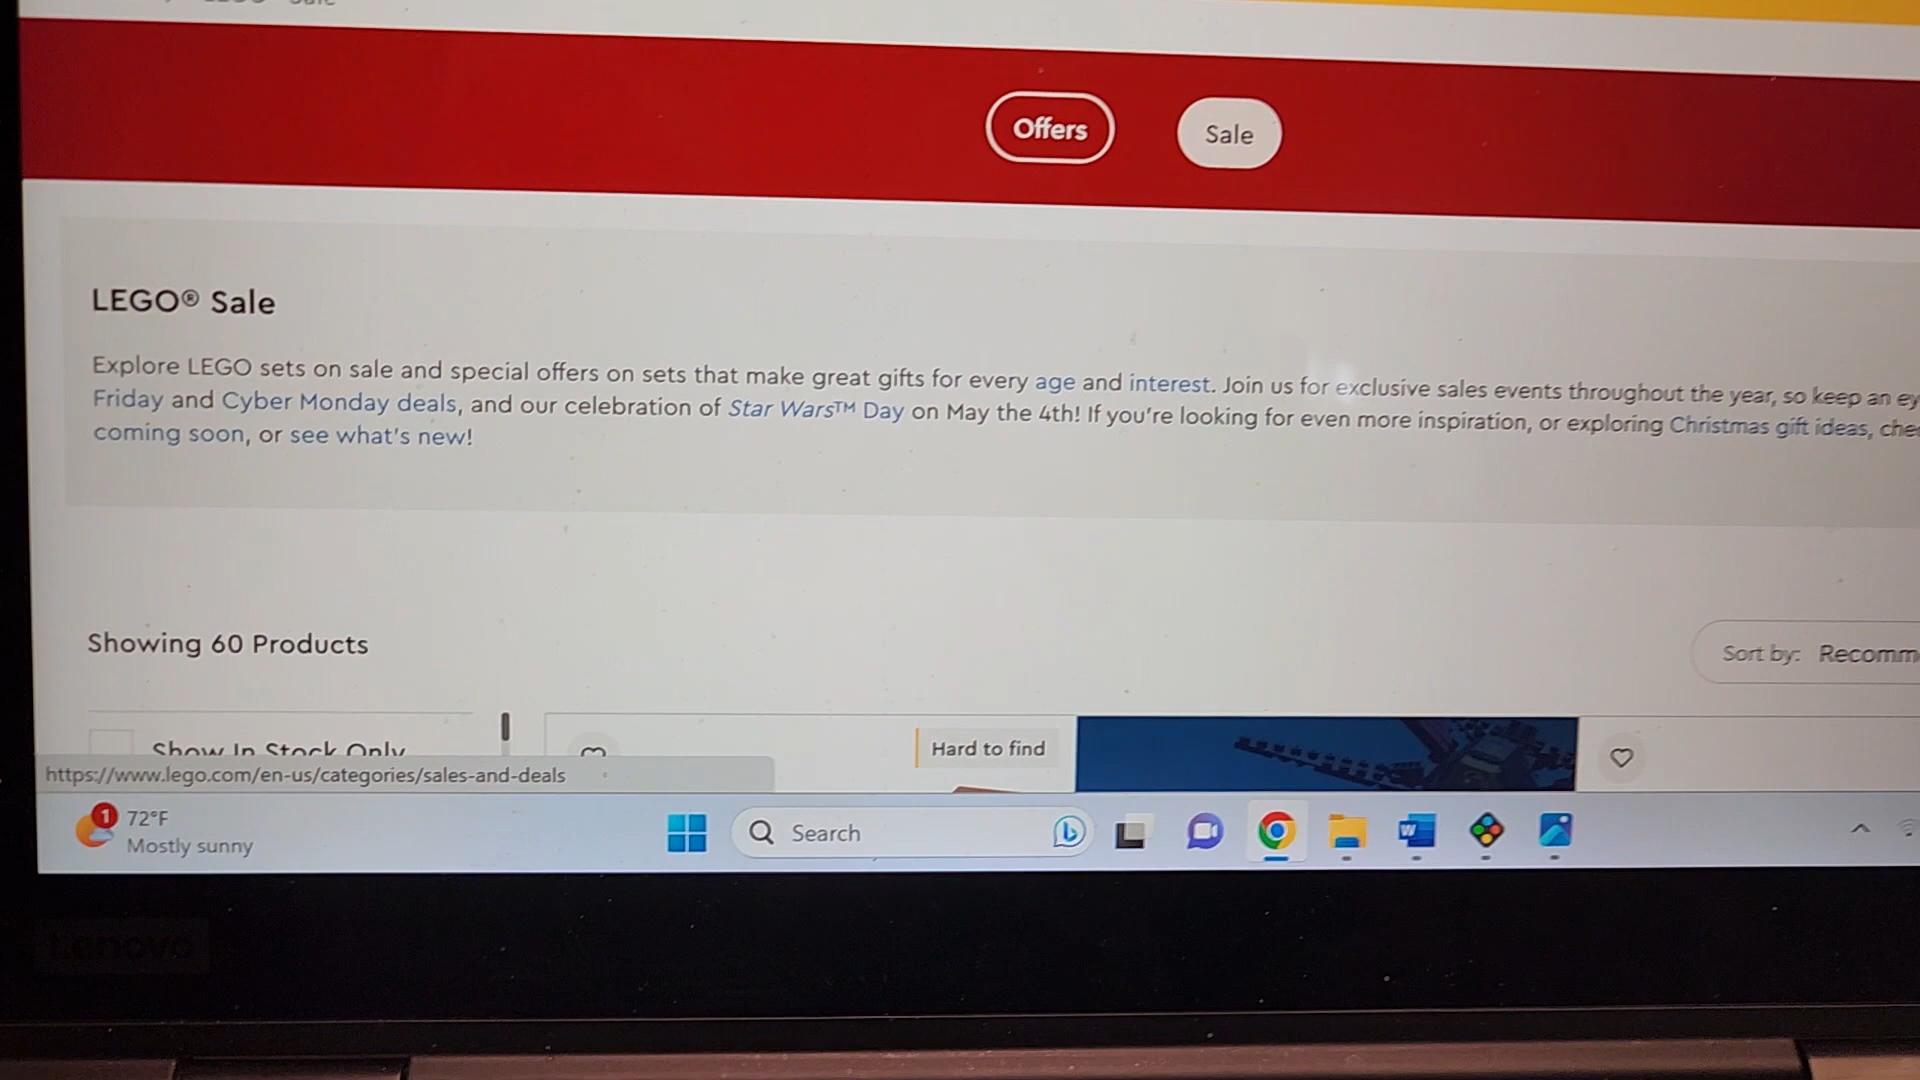 Offers
Sale
LEGO® Sale
Explore LEGO sets on sale and special offers on sets that make great gifts for every age and interest. Join us for exclusive sales events throughout the year, so keep an
Friday and Cyber Monday deals, and our celebration of Star Wars™ Day on May the 4th! If you're looking for even more inspiration, or exploring Christmas gift ideas,
coming soon, or see what's new!
Showing 60 Products
Sort by:
Show In Stock Only
Hard to find
https://www.lego.com/en-us/categories/sales-and-deals
1
72°F
Mostly sunny
Search
Lenovo